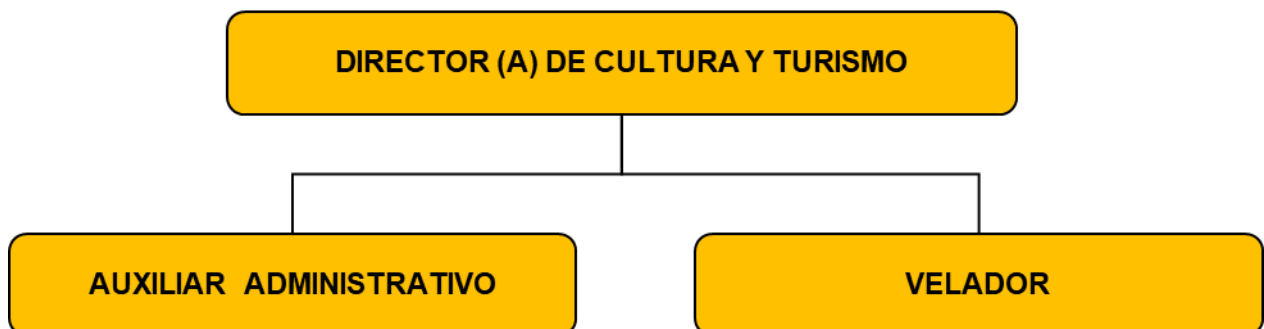 DIRECTOR (A) DE CULTURA Y TURISMO
AUXILIAR ADMINISTRATIVO
VELADOR